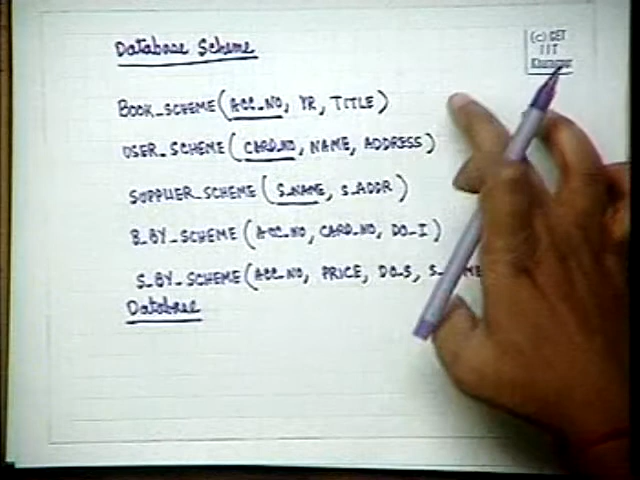 Database Scheme
(C) CET
IIT
BOOK_SCHEME (ACC_NO, YR, TITLE)
USER_SCHEME (CARD_NO, NAME, ADDRESS)
SUPPLIER_SCHEME (S_NAME, S_ADDR)
B_BY_SCHEME (ACC_NO, CARD_NO, DO_I)
S_BY_SCHEME (ACC_NO, PRICE, DO_S,
Database